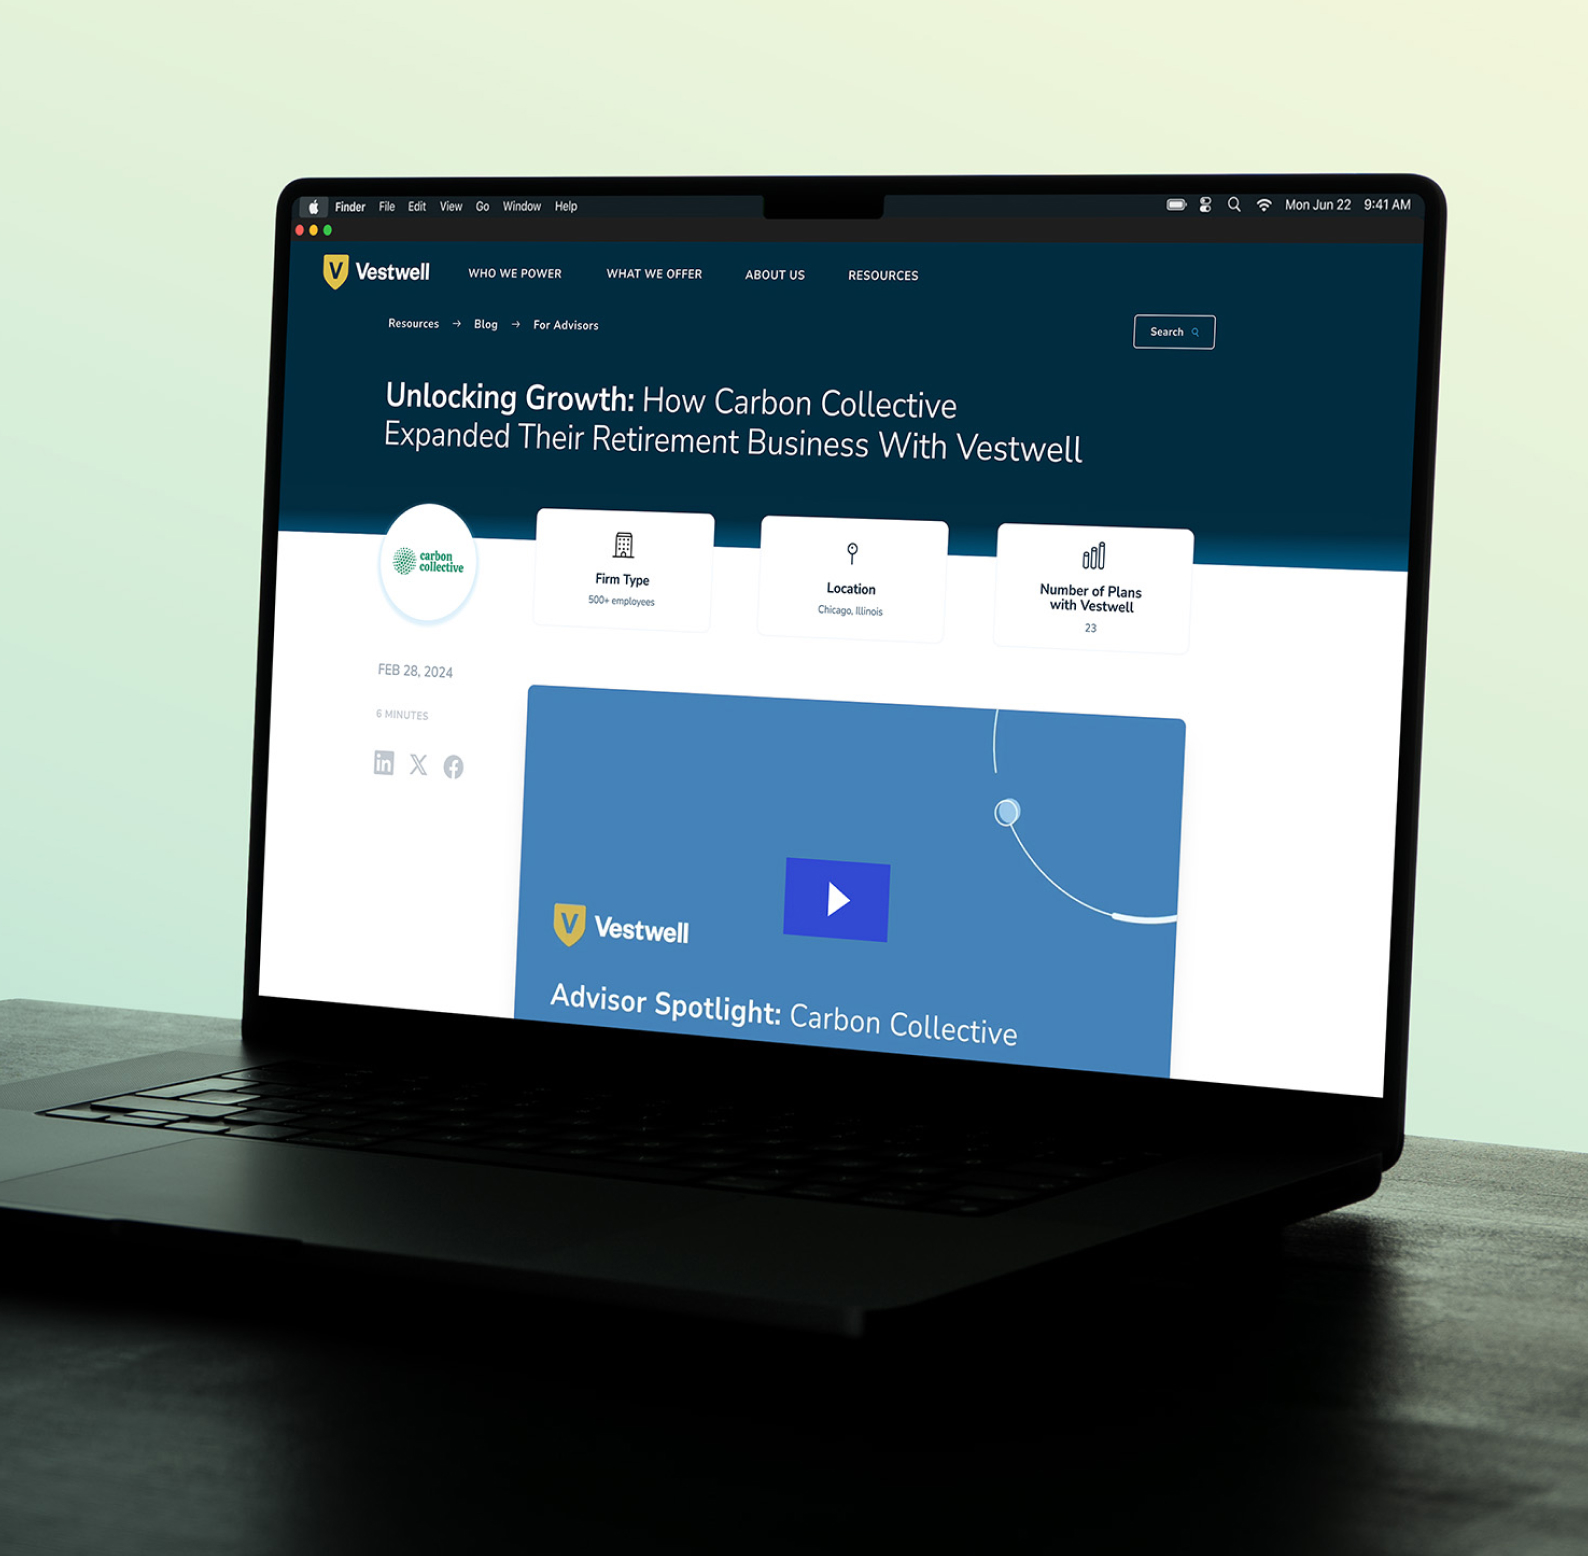 Finder File Edit View Go Window Help Mon Jun 22 9:41 AM
Vestwell WHO WE POWER WHAT WE OFFER ABOUT US RESOURCES
Resources → Blog → For Advisors
Search
Unlocking Growth: How Carbon Collective
Expanded Their Retirement Business With Vestwell
carbon
collective
Firm Type
500+ employees
Location
Chicago, Illinois
Number of Plans
with Vestwell
23
FEB 28, 2024
6 MINUTES
Vestwell
Advisor Spotlight: Carbon Collective